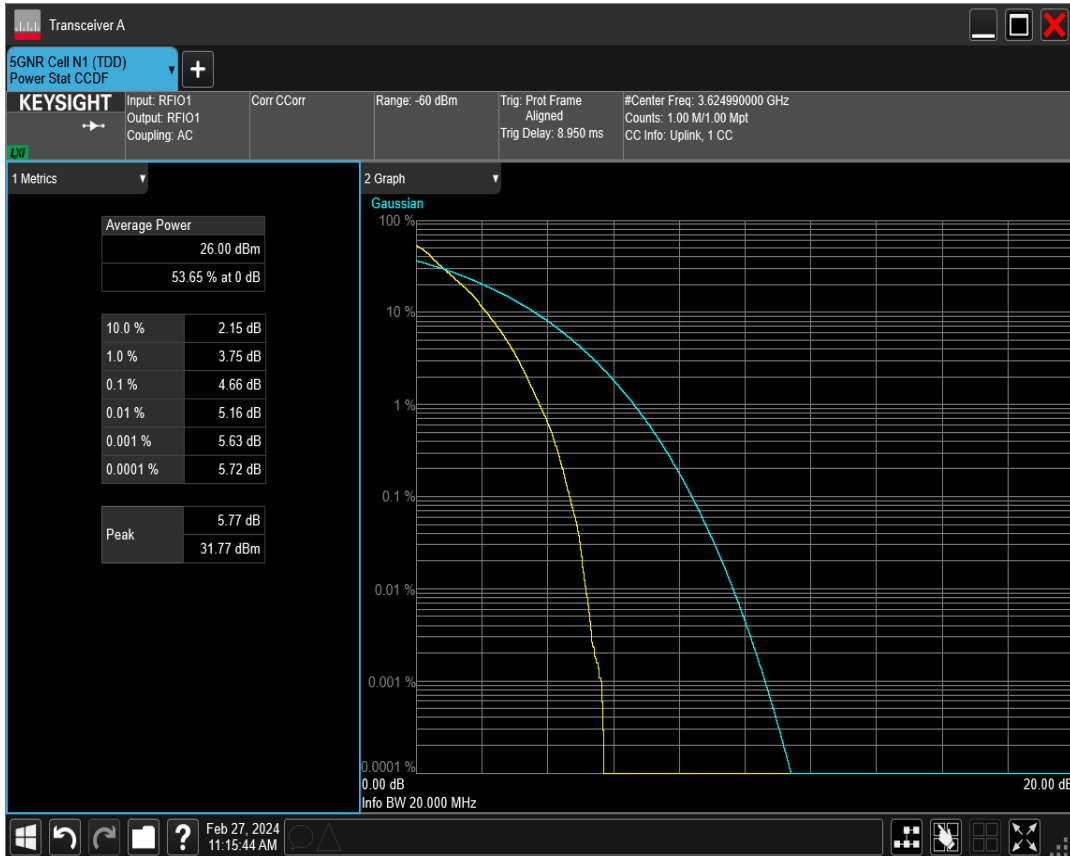 Transceiver A
5GNR Cell N1 (TDD)
Power Stat CCDF
KEYSIGHT
LXI
Input: RFIO1
Output: RFIO1
Coupling: AC
Corr CCorr
Range: -60 dBm
Trig: Prot Frame
Aligned
Trig Delay: 8.950 ms
#Center Freq: 3.624990000 GHz
Counts: 1.00 M/1.00 Mpt
CC Info: Uplink, 1 CC
1 Metrics
Average Power
26.00 dBm
53.65 % at 0 dB
10.0 % 2.15 dB
1.0 % 3.75 dB
0.1 % 4.66 dB
0.01 % 5.16 dB
0.001 % 5.63 dB
0.0001 % 5.72 dB
Peak
5.77 dB
31.77 dBm
2 Graph
Gaussian
100 %
10 %
1 %
0.1 %
0.01 %
0.001 %
0.0001 %
0.00 dB 20.00 dB
Info BW 20.000 MHz
Feb 27, 2024
11:15:44 AM